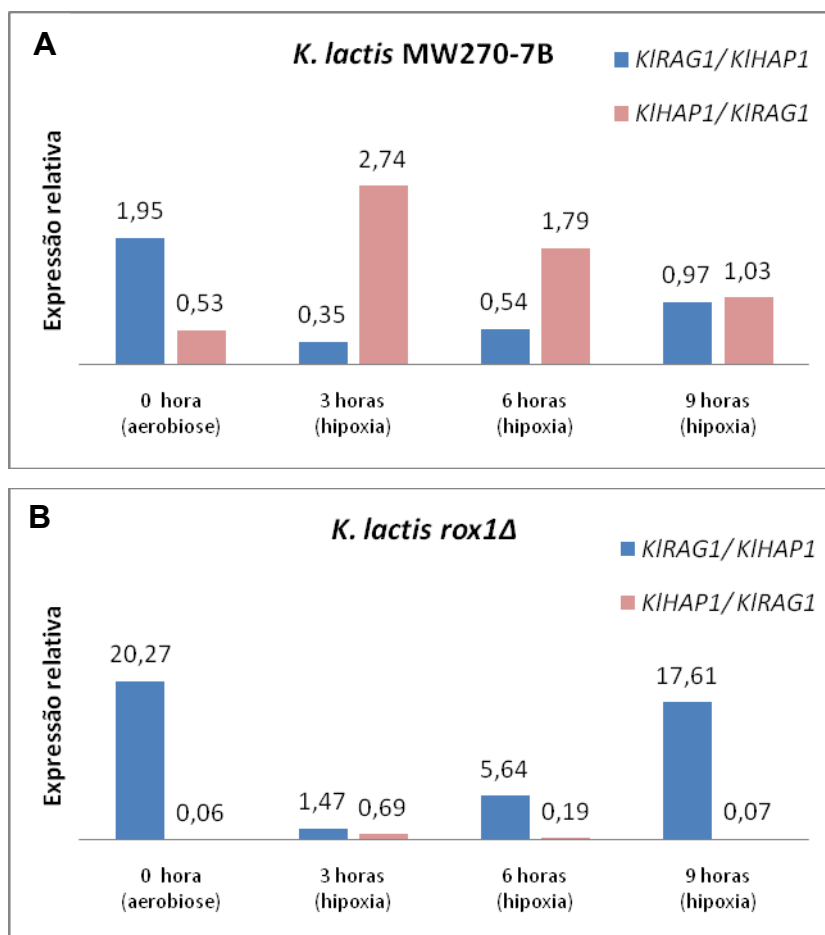 A
K. lactis MW270-7B
KlRAG1/ KlHAP1
KlHAP1/ KlRAG1
Expressão relativa
1,95
0,53
0,35
2,74
0,54
1,79
0,97
1,03
0 hora
(aerobiose)
3 horas
(hipoxia)
6 horas
(hipoxia)
9 horas
(hipoxia)
B
K. lactis rox1Δ
KlRAG1/ KlHAP1
KlHAP1/ KlRAG1
Expressão relativa
20,27
0,06
1,47
0,69
5,64
0,19
17,61
0,07
0 hora
(aerobiose)
3 horas
(hipoxia)
6 horas
(hipoxia)
9 horas
(hipoxia)